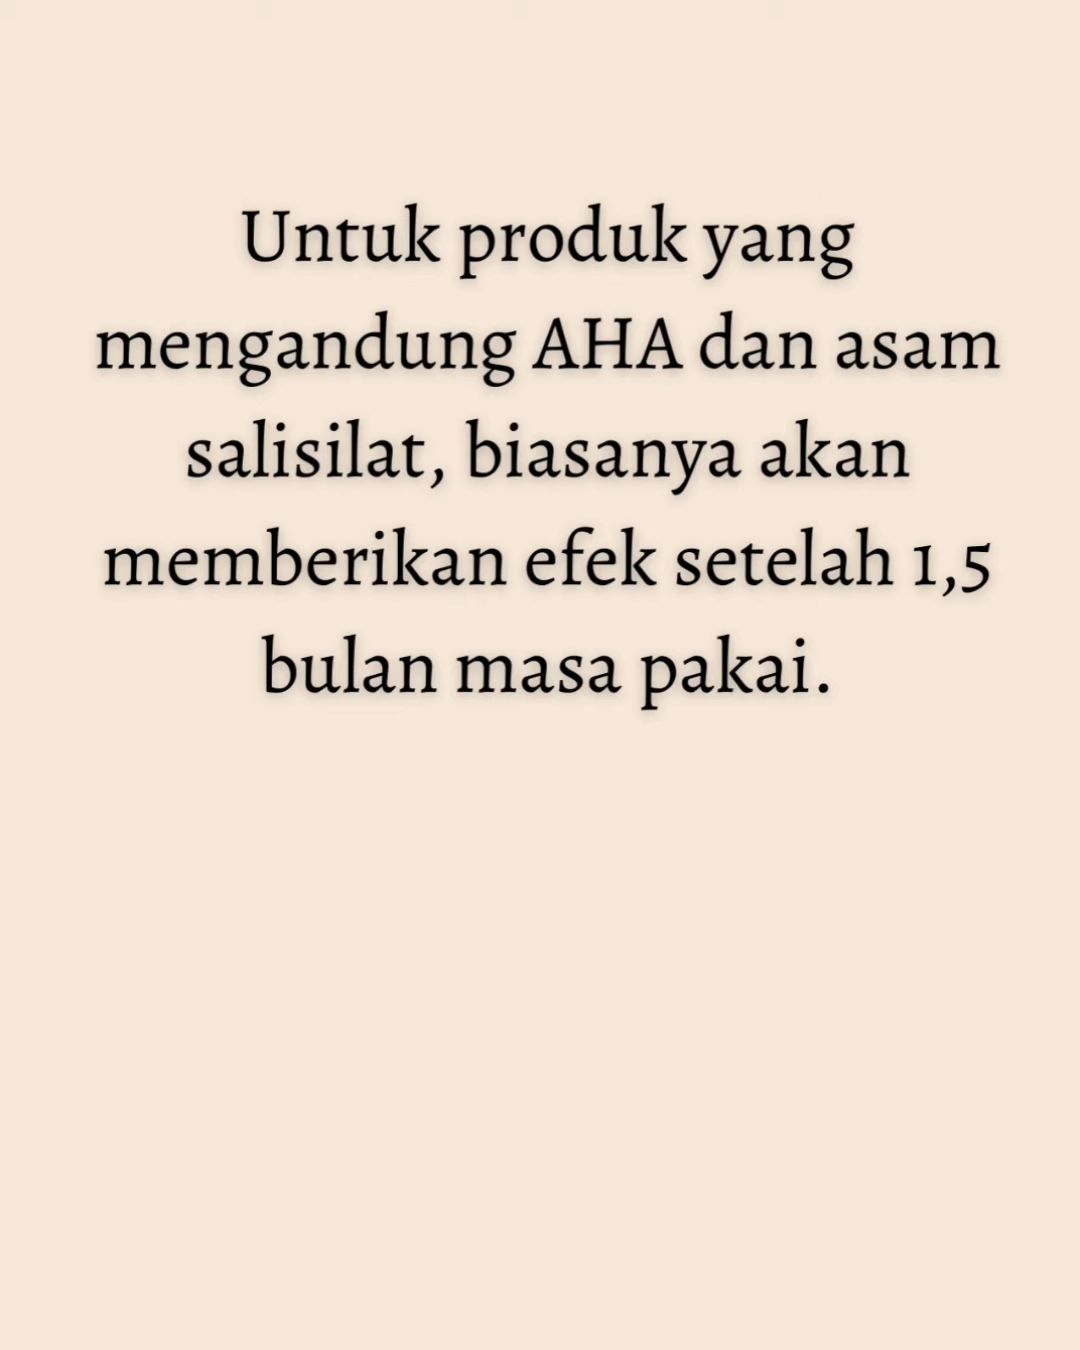 Untuk produk yang
mengandung AHA dan asam
salisilat, biasanya akan
memberikan efek setelah 1,5
bulan masa pakai.